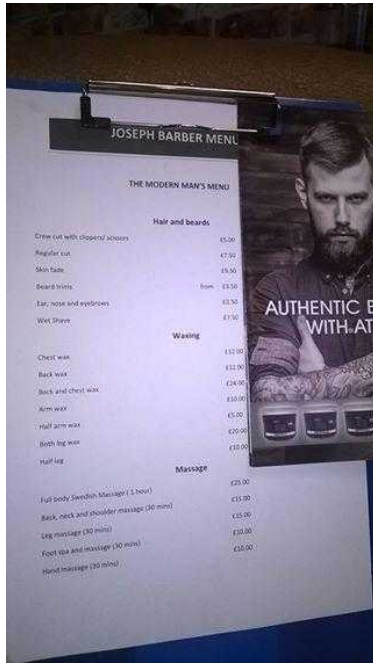 JOSEPH BARBER MENU
THE MODERN MAN'S MENU
Hair and beards
Crew cut with clippers/ scissors £5.00
Regular cut £7.50
Skin fade £9.50
Beard trims from £3.50
Ear, nose and eyebrows
Wet Shave £7.50
Waxing
Chest wax £12.00
Back wax £12.00
Back and chest wax £24.00
Arm wax £10.00
Half arm wax £5.00
Both leg wax £20.00
Half leg £10.00
Massage
Full body Swedish Massage ( 1 hour) £25.00
Back, neck and shoulder massage (30 mins) £15.00
Leg massage (30 mins) £15.00
Foot spa and massage (30 mins) £10.00
Hand massage (30 mins) £10.00
AUTHENTIC B
WITH AT